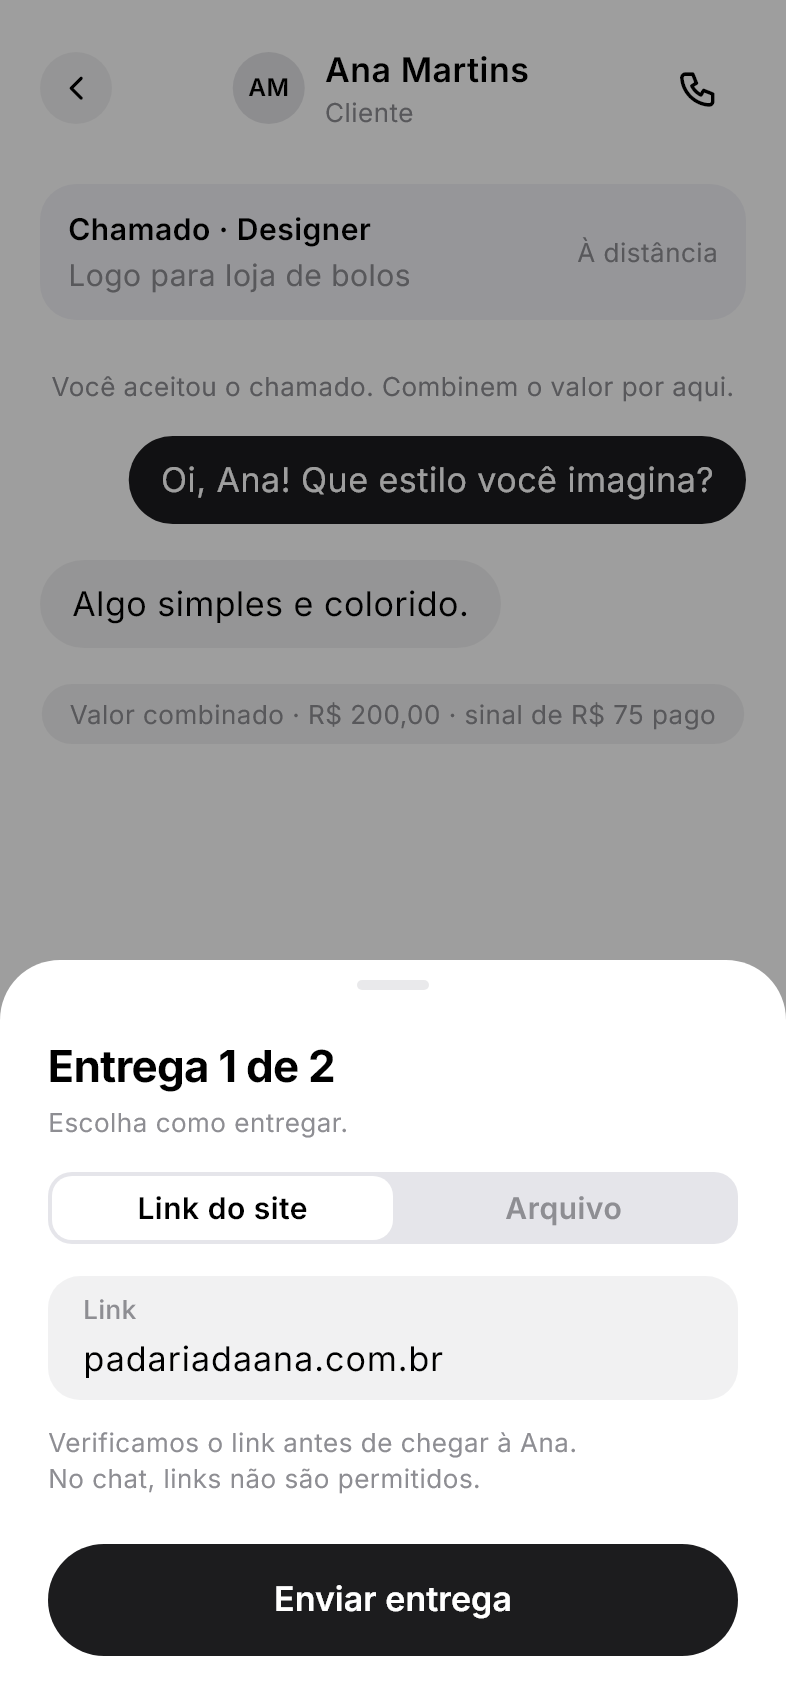 AM
Ana Martins
Cliente
Chamado · Designer
Logo para loja de bolos
À distância
Você aceitou o chamado. Combinem o valor por aqui.
Oi, Ana! Que estilo você imagina?
Algo simples e colorido.
Valor combinado · R$ 200,00 · sinal de R$ 75 pago
Entrega 1 de 2
Escolha como entregar.
Link do site
Arquivo
Link
padariadaana.com.br
Verificamos o link antes de chegar à Ana.
No chat, links não são permitidos.
Enviar entrega